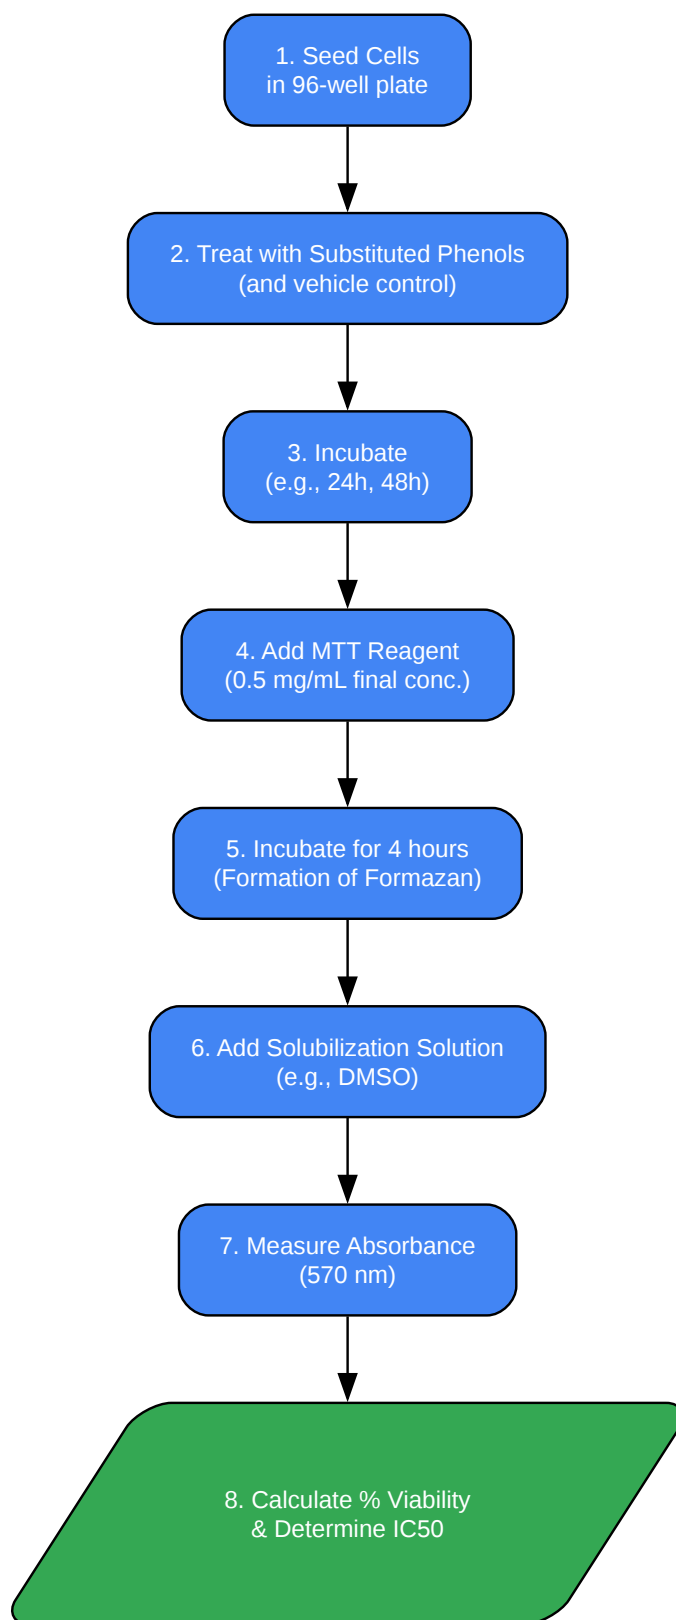 1. Seed Cells
in 96-well plate
2. Treat with Substituted Phenols
(and vehicle control)
3. Incubate
(e.g., 24h, 48h)
4. Add MTT Reagent
(0.5 mg/mL final conc.)
5. Incubate for 4 hours
(Formation of Formazan)
6. Add Solubilization Solution
(e.g., DMSO)
7. Measure Absorbance
(570 nm)
8. Calculate % Viability
& Determine IC50